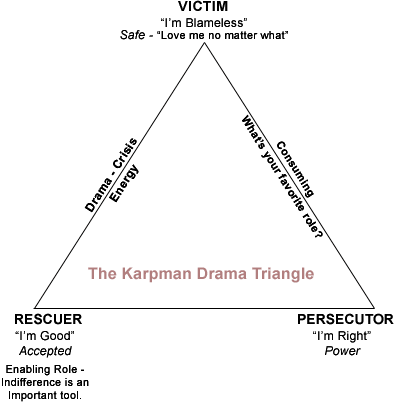 VICTIM
“I’m Blameless”
Safe - “Love me no matter what”
Drama - Crisis
Energy
Consuming
What’s your favorite role?
The Karpman Drama Triangle
RESCUER
“I’m Good”
Accepted
Enabling Role -
Indifference is an
Important tool.
PERSECUTOR
“I’m Right”
Power